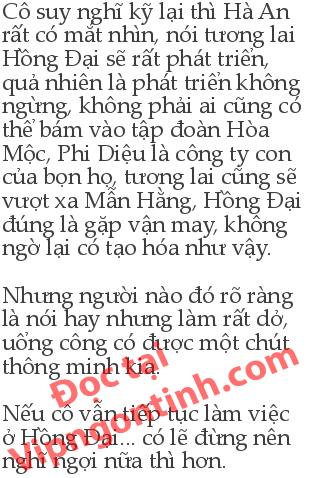 Cô suy nghĩ kỹ lại thì Hà An
rất có mắt nhìn, nói tương lai
Hồng Đại sẽ rất phát triển,
quả nhiên là phát triển không
ngừng, không phải ai cũng có
thể bám vào tập đoàn Hòa
Mộc, Phi Diệu là công ty con
của bọn họ, tương lai cũng sẽ
vượt xa Mẫn Hằng, Hồng Đại
đúng là gặp vận may, không
ngờ lại có tạo hóa như vậy.
Nhưng người nào đó rõ ràng
là nói hay nhưng làm rất dở,
uổng công có được một chút
thông minh kia.
Nếu cô vẫn tiếp tục làm việc
ở Hồng Đại... có lẽ đừng nên
nghĩ ngợi nữa thì hơn.
Đọc tại
Vipngontinh.com